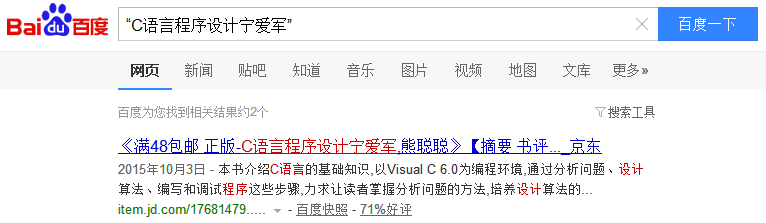 Bai du 百度 “C语言程序设计宁爱军” 百度一下
网页 新闻 贴吧 知道 音乐 图片 视频 地图 文库 更多»
百度为您找到相关结果约2个 搜索工具
《满48包邮 正版-C语言程序设计宁爱军,熊聪聪》【摘要 书评..._京东
2015年10月3日 - 本书介绍C语言的基础知识,以Visual C 6.0为编程环境,通过分析问题、设计
算法、编写和调试程序这些步骤,力求让读者掌握分析问题的方法,培养设计算法的...
item.jd.com/17681479..... - 百度快照 - 71%好评